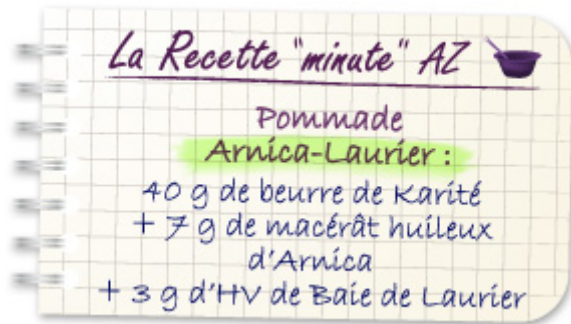 La Recette "minute" AZ
Pommade
Arnica-Laurier :
40 g de beurre de Karité
+ 7 g de macérât huileux
d'Arnica
+ 3 g d'HV de Baie de Laurier